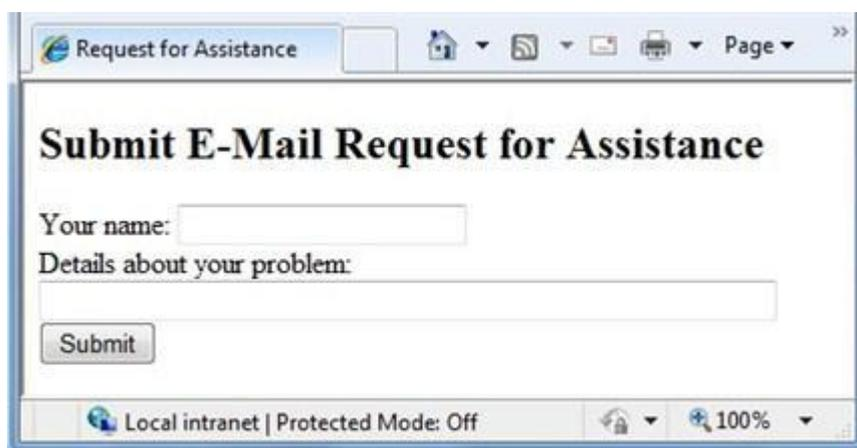 Request for Assistance Page »
Submit E-Mail Request for Assistance
Your name:
Details about your problem:
Submit
Local intranet | Protected Mode: Off 100%